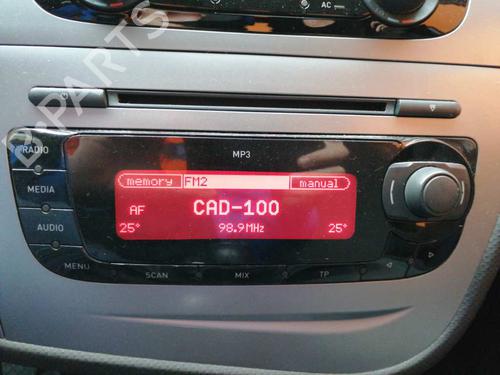 AC
B-PARTS
MP3
RADIO
MEDIA
AUDIO
MENU
memory FM2 manual
AF CAD-100
25° 98.9MHz 25°
SCAN MIX TP